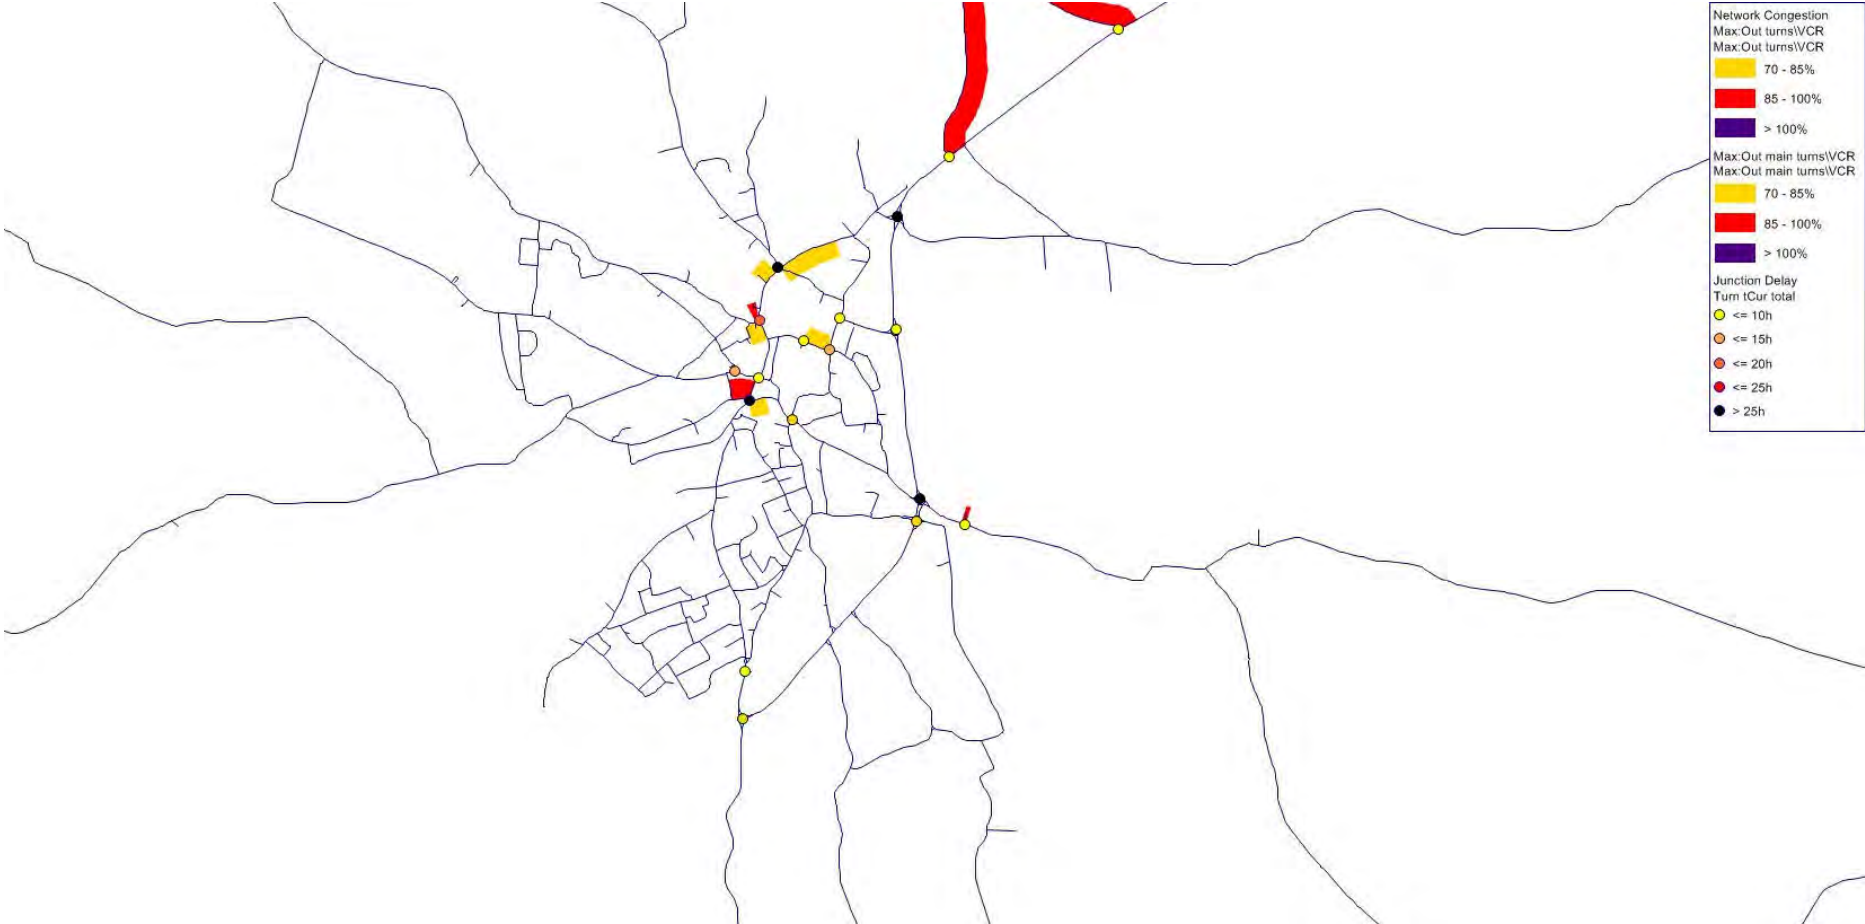 Network Congestion
Max:Out turns\VCR
Max:Out turns\VCR
70 - 85%
85 - 100%
> 100%
Max:Out main turns\VCR
Max:Out main turns\VCR
70 - 85%
85 - 100%
> 100%
Junction Delay
Turn tCur total
<= 10h
<= 15h
<= 20h
<= 25h
> 25h